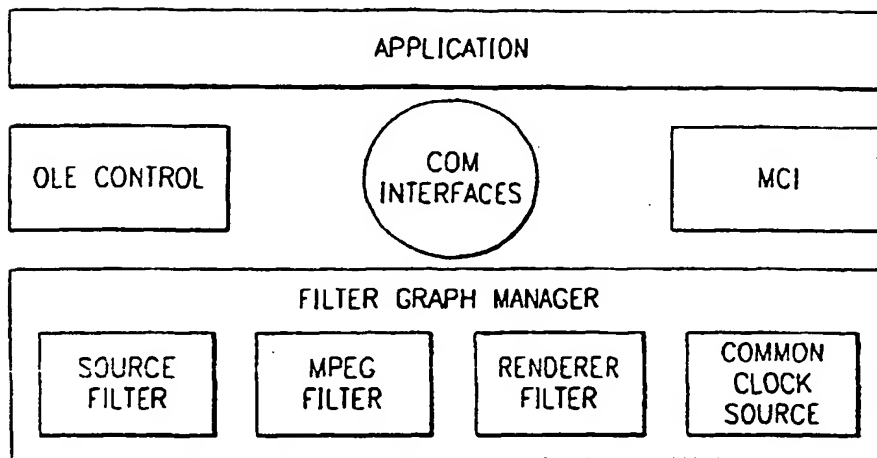 APPLICATION
OLE CONTROL
COM
INTERFACES
MCI
FILTER GRAPH MANAGER
SOURCE
FILTER
MPEG
FILTER
RENDERER
FILTER
COMMON
CLOCK
SOURCE